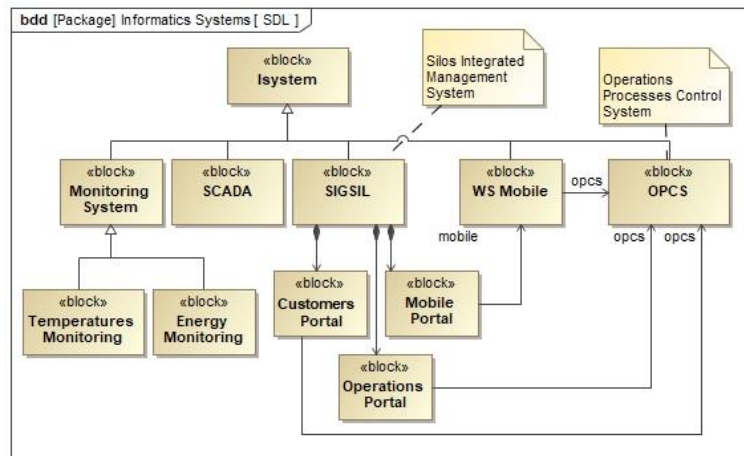 bdd [Package] Informatics Systems [ SDL ]
«block»
Isystem
Silos Integrated
Management
System
Operations
Processes Control
System
«block»
Monitoring
System
«block»
SCADA
«block»
SIGSIL
«block»
WS Mobile
opcs
«block»
OPCS
mobile
opcs
opcs
«block»
Temperatures
Monitoring
«block»
Energy
Monitoring
«block»
Customers
Portal
«block»
Mobile
Portal
«block»
Operations
Portal